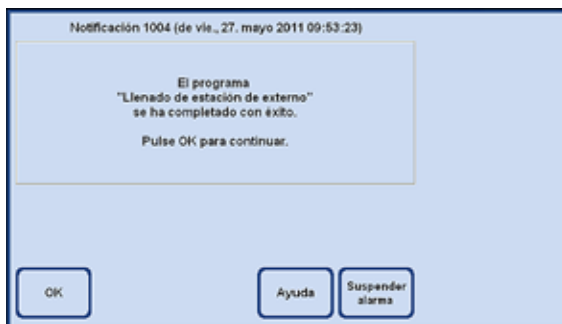 Notificación 1004 (de vie., 27. mayo 2011 09:53:23)
El programa
"Llenado de estación de externo"
se ha completado con éxito.
Pulse OK para continuar.
OK
Ayuda
Suspender
alarma